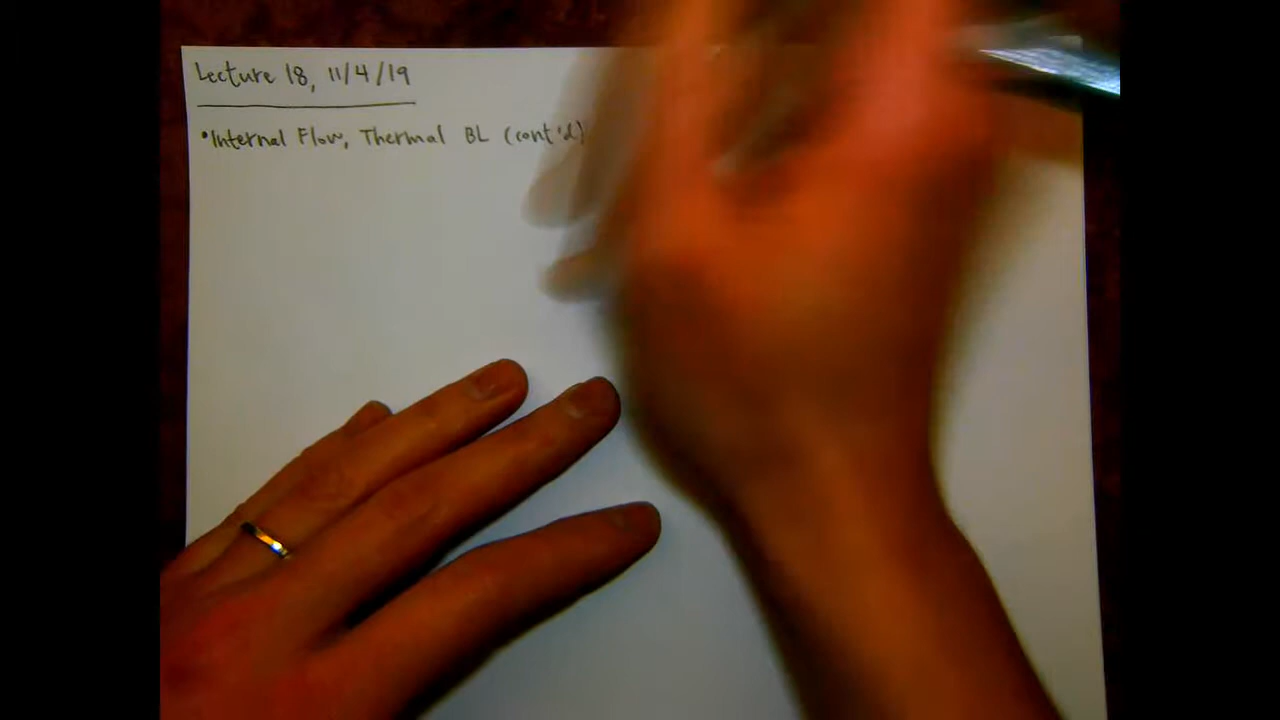 Lecture 18, 11/4/19
•Internal Flow, Thermal BL (cont'd)